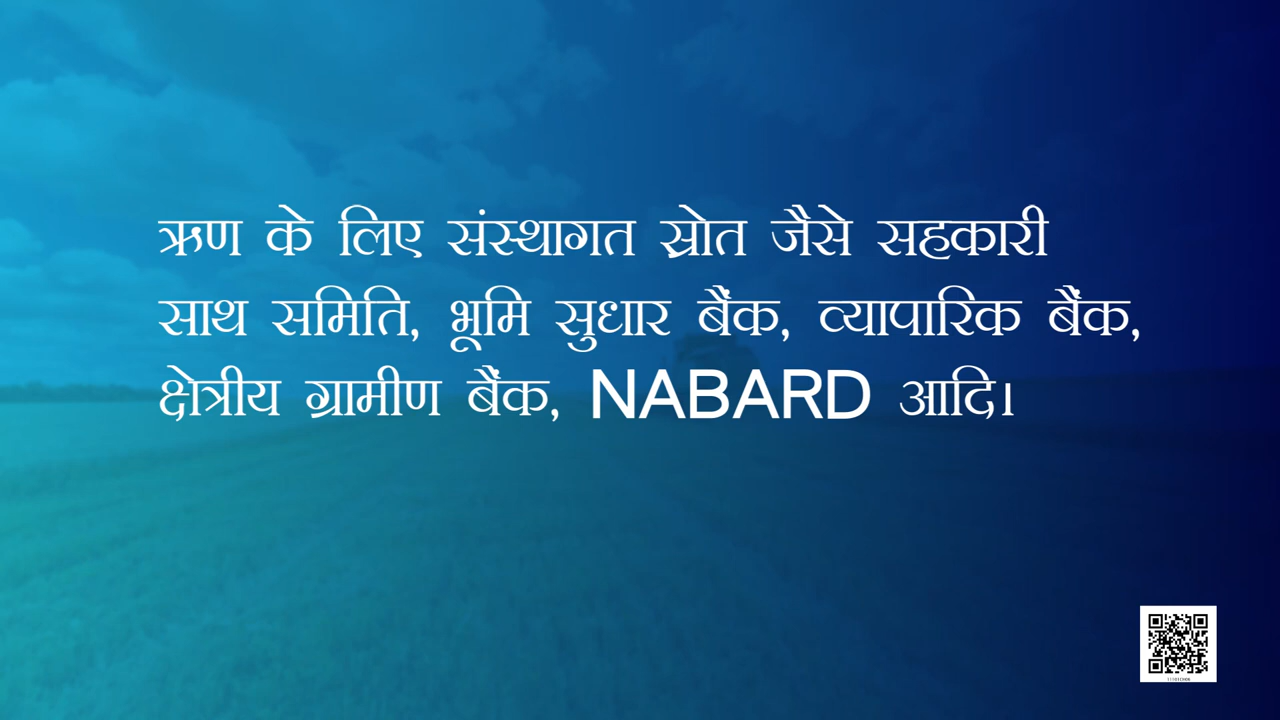 ऋण के लिए संस्थागत स्रोत जैसे सहकारी
साथ समिति, भूमि सुधार बैंक, व्यापारिक बैंक,
क्षेत्रीय ग्रामीण बैंक, NABARD आदि।